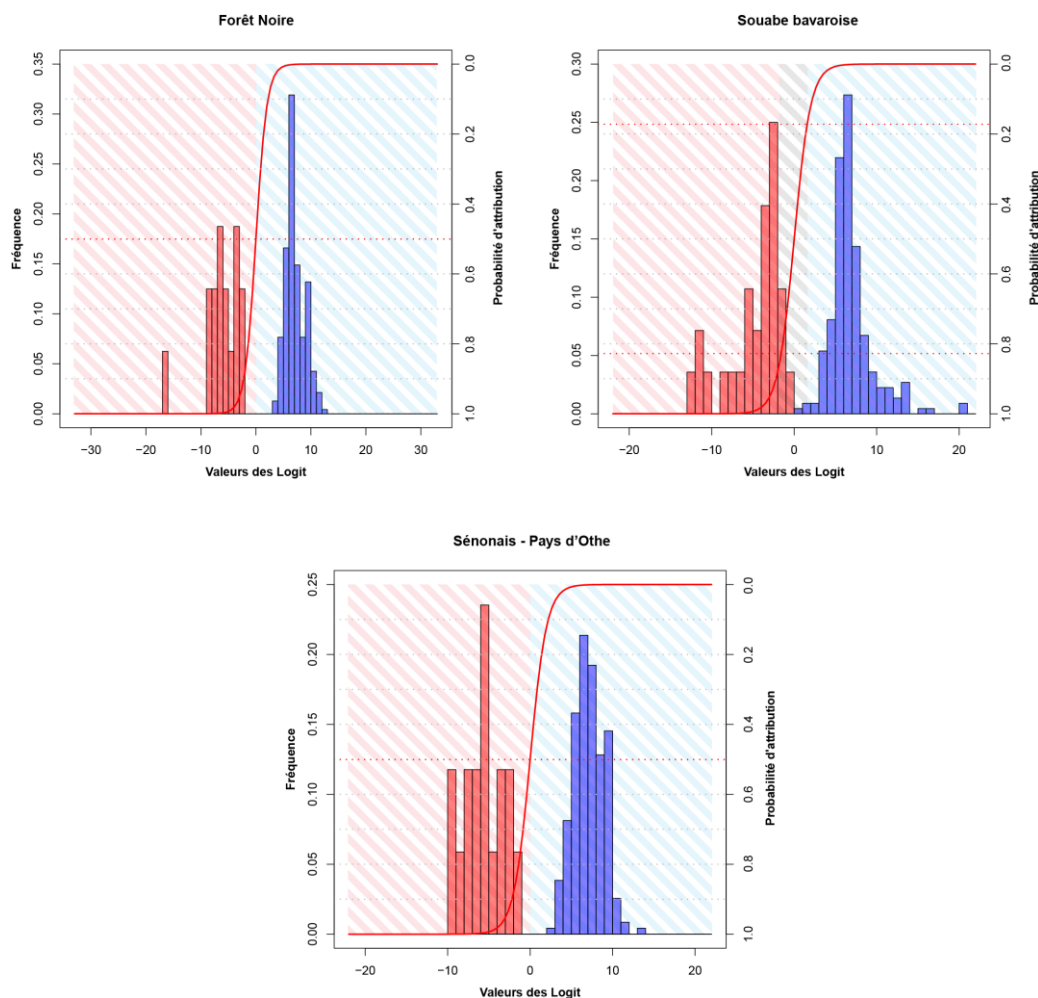 Forêt Noire
Fréquence
0.00 0.05 0.10 0.15 0.20 0.25 0.30 0.35
0.0 0.2 0.4 0.6 0.8 1.0
Probabilité d'attribution
−30 −20 −10 0 10 20 30
Valeurs des Logit
Souabe bavaroise
Fréquence
0.00 0.05 0.10 0.15 0.20 0.25 0.30
0.0 0.2 0.4 0.6 0.8 1.0
Probabilité d'attribution
−20 −10 0 10 20
Valeurs des Logit
Sénonais - Pays d’Othe
Fréquence
0.00 0.05 0.10 0.15 0.20 0.25
0.0 0.2 0.4 0.6 0.8 1.0
Probabilité d'attribution
−20 −10 0 10 20
Valeurs des Logit